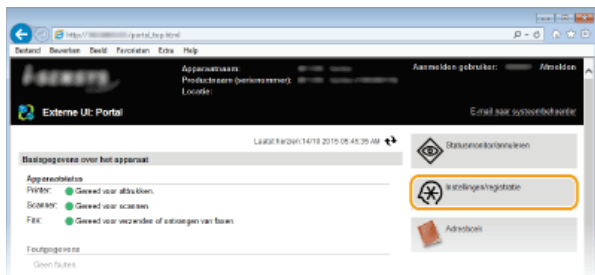 http:// /portal_top.html
Bestand Bewerken Beeld Favorieten Extra Help
Apparaatnaam:
Productnaam (serienummer):
Locatie:
Aanmelden gebruiker: Afmelden
Externe UI: Portal
E-mail naar systeembeheerder
Laatst herzien:14/10 2015 05:45:35 AM
Basisgegevens over het apparaat
Apparaatstatus
Printer: Gereed voor afdrukken.
Scanner: Gereed voor scannen.
Fax: Gereed voor verzenden of ontvangen van faxen.
Foutgegevens
Geen fouten.
Statusmonitor/annuleren
Instellingen/registratie
Adresboek